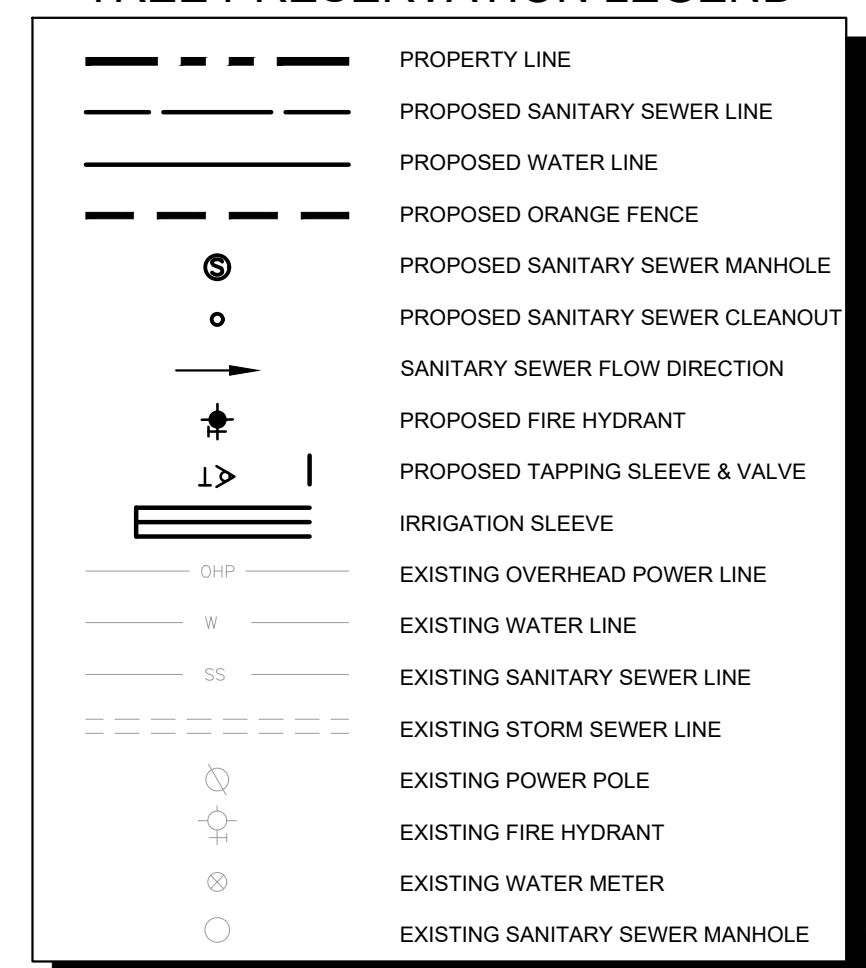 TREE PRESERVATION LEGEND
PROPERTY LINE
PROPOSED SANITARY SEWER LINE
PROPOSED WATER LINE
PROPOSED ORANGE FENCE
S PROPOSED SANITARY SEWER MANHOLE
PROPOSED SANITARY SEWER CLEANOUT
SANITARY SEWER FLOW DIRECTION
PROPOSED FIRE HYDRANT
PROPOSED TAPPING SLEEVE & VALVE
IRRIGATION SLEEVE
OHP EXISTING OVERHEAD POWER LINE
W EXISTING WATER LINE
SS EXISTING SANITARY SEWER LINE
EXISTING STORM SEWER LINE
EXISTING POWER POLE
EXISTING FIRE HYDRANT
EXISTING WATER METER
EXISTING SANITARY SEWER MANHOLE